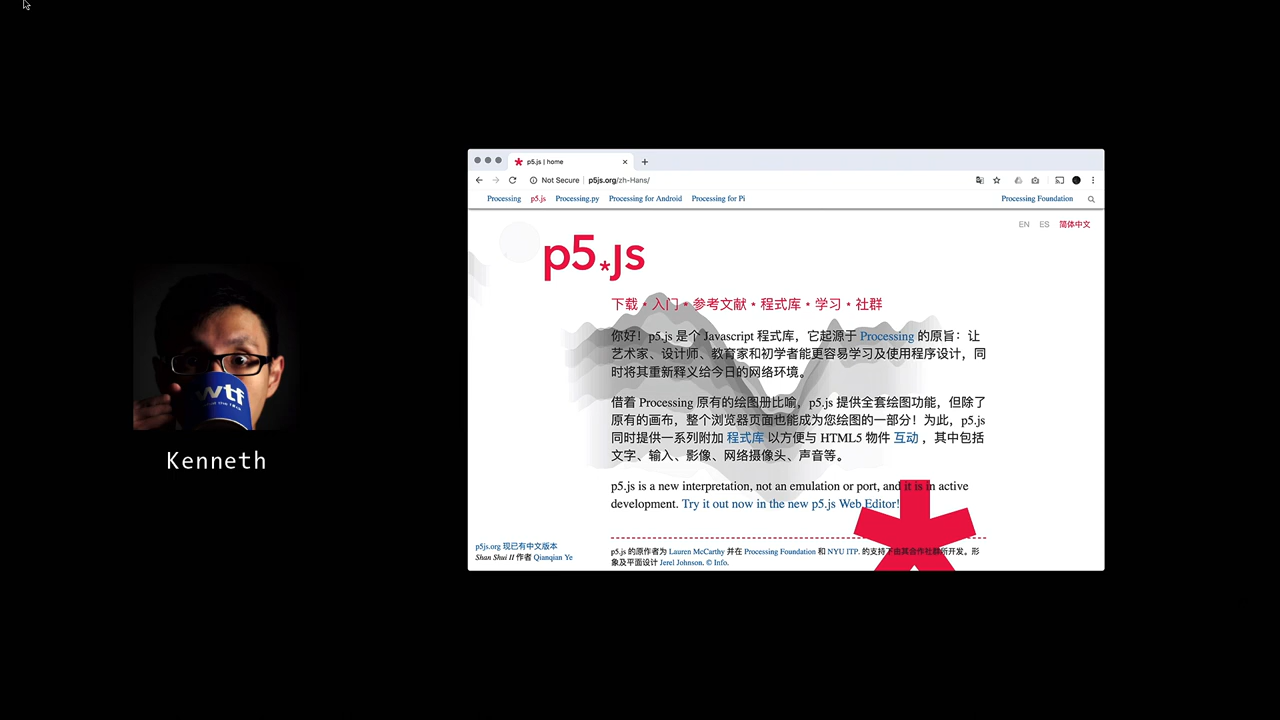 p5.js | home
Not Secure | p5js.org/zh-Hans/
Processing p5.js Processing.py Processing for Android Processing for Pi Processing Foundation
EN ES 简体中文
p5*js
下载 * 入门 * 参考文献 * 程式库 * 学习 * 社群
你好！p5.js 是个 Javascript 程式库，它起源于 Processing 的原旨：让
艺术家、设计师、教育家和初学者能更容易学习及使用程序设计，同
时将其重新释义给今日的网络环境。
借着 Processing 原有的绘图册比喻，p5.js 提供全套绘图功能，但除了
原有的画布，整个浏览器页面也能成为您绘图的一部分！为此，p5.js
同时提供一系列附加 程式库 以方便与 HTML5 物件 互动 ，其中包括
文字、输入、影像、网络摄像头、声音等。
p5.js is a new interpretation, not an emulation or port, and it is in active
development. Try it out now in the new p5.js Web Editor!
p5.js 的原作者为 Lauren McCarthy 并在 Processing Foundation 和 NYU ITP. 的支持下由其合作社群所开发。形
象及平面设计 Jerel Johnson. © Info.
p5js.org 现已有中文版本
Shan Shui II 作者 Qianqian Ye
wtf
Kenneth